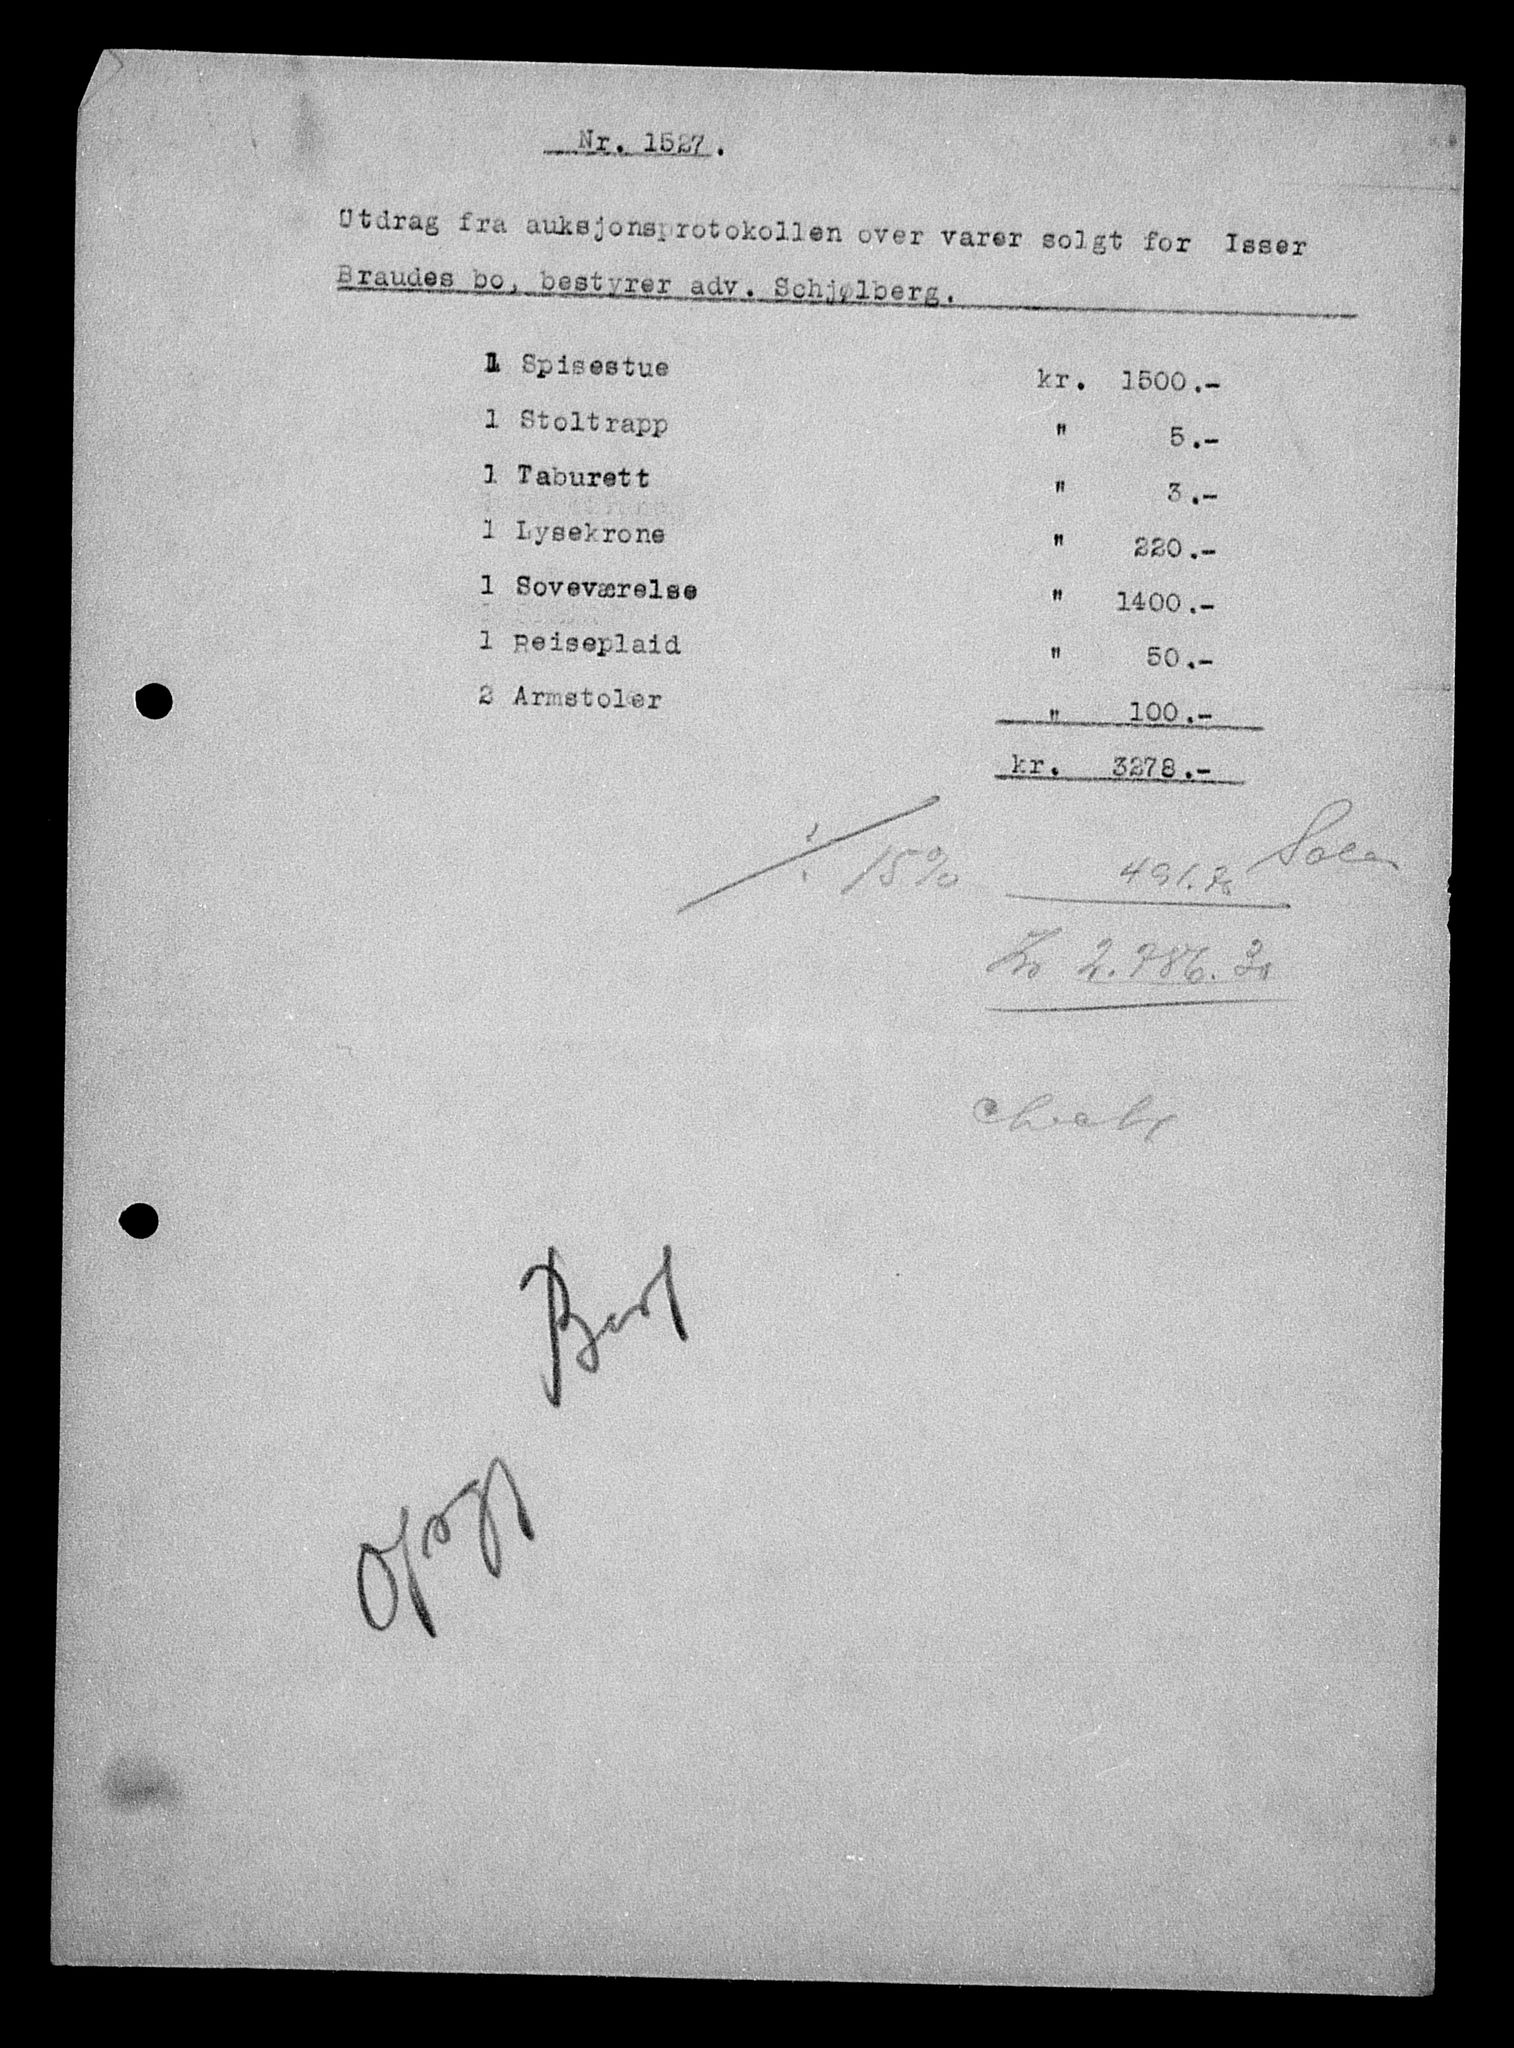 Nr. 1527.
Utdrag fra auksjonsprotokollen over varer solgt for Isser
Braudes bo, bestyrer adv. Schjølberg.
1 Spisestue kr. 1500.-
1 Stoltrapp " 5.-
1 Taburett " 3.-
1 Lysekrone " 220.-
1 Soveværelse " 1400.-
1 Reiseplaid " 50.-
2 Armstoler " 100.-
kr. 3278.-
15% 491.70
Kr 2.786.30